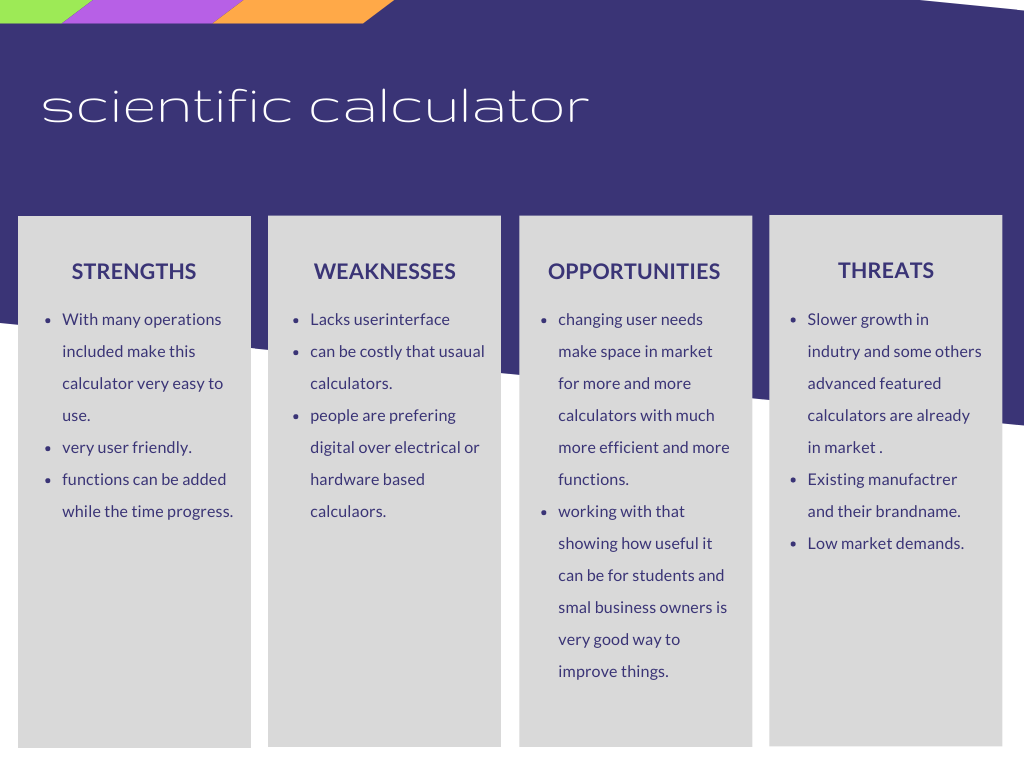 scientific calculator
STRENGTHS
• With many operations
included make this
calculator very easy to
use.
• very user friendly.
• functions can be added
while the time progress.
WEAKNESSES
• Lacks userinterface
• can be costly that usaual
calculators.
• people are prefering
digital over electrical or
hardware based
calculaors.
OPPORTUNITIES
• changing user needs
make space in market
for more and more
calculators with much
more efficient and more
functions.
• working with that
showing how useful it
can be for students and
smal business owners is
very good way to
improve things.
THREATS
• Slower growth in
indutry and some others
advanced featured
calculators are already
in market .
• Existing manufactrer
and their brandname.
• Low market demands.